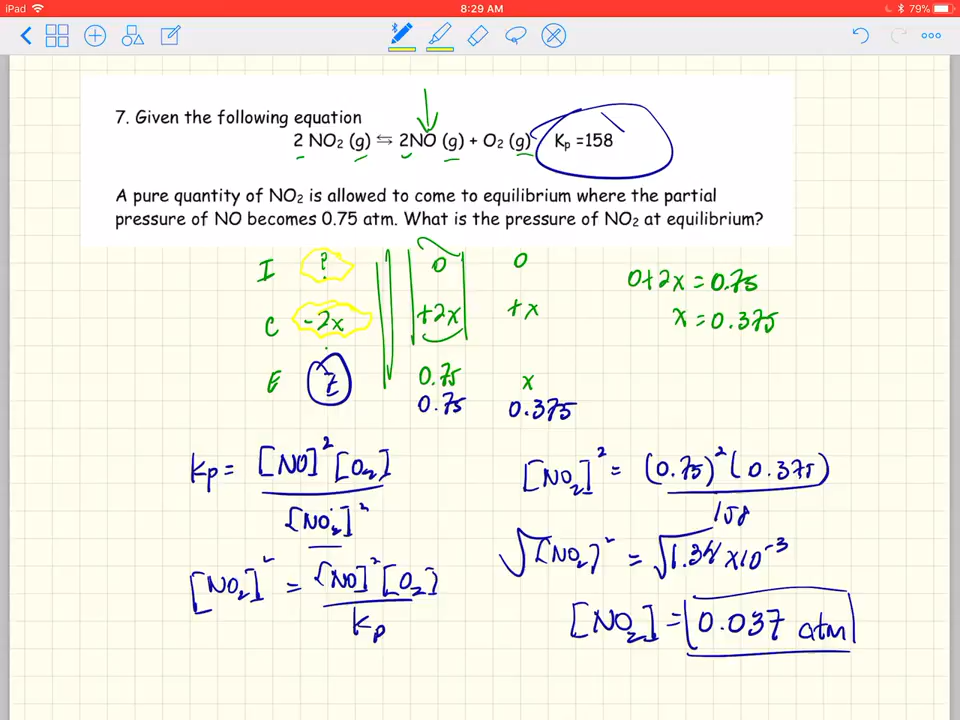 iPad 8:29 AM 79%
7. Given the following equation
2 NO₂ (g) ⇆ 2NO (g) + O₂ (g) Kₚ =158
A pure quantity of NO₂ is allowed to come to equilibrium where the partial
pressure of NO becomes 0.75 atm. What is the pressure of NO₂ at equilibrium?
I ? 0 0
C -2x +2x +x
E 0.75 x
0.75 0.375
0+2x = 0.75
x = 0.375
Kp = [NO]² [O₂] / [NO₂]²
[NO₂]² = [NO]² [O₂] / Kp
[NO₂]² = (0.75)² (0.375) / 158
√[NO₂]² = √1.34 x10⁻³
[NO₂] = 0.037 atm